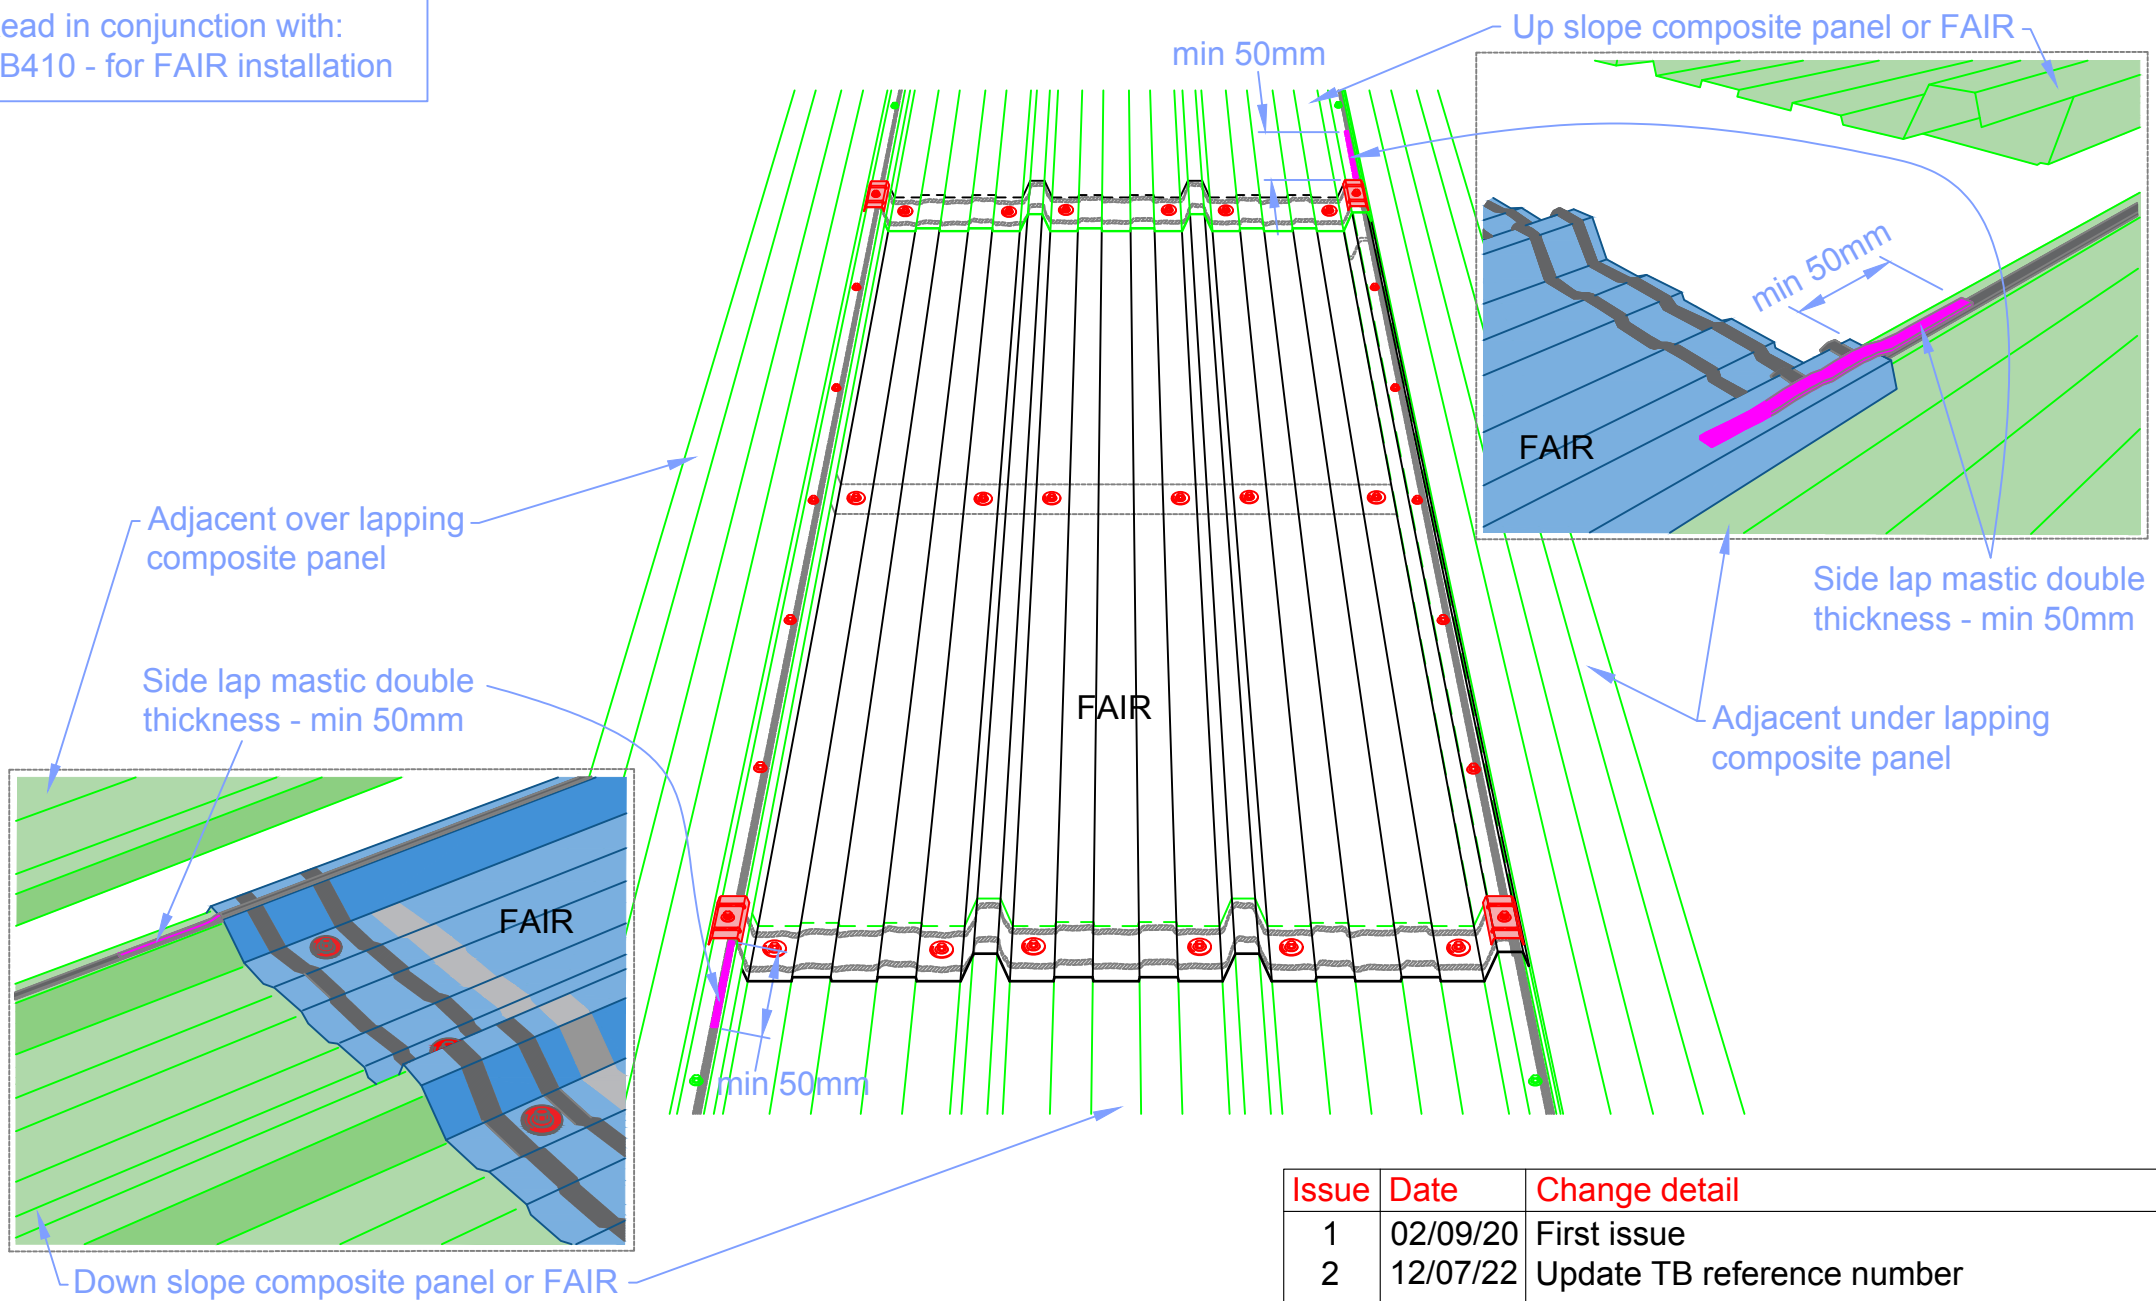 ead in conjunction with:
B410 - for FAIR installation
min 50mm
Up slope composite panel or FAIR
min 50mm
FAIR
Adjacent over lapping
composite panel
Side lap mastic double
thickness - min 50mm
Side lap mastic double
thickness - min 50mm
FAIR
Adjacent under lapping
composite panel
FAIR
min 50mm
Down slope composite panel or FAIR
Issue Date Change detail
1 02/09/20 First issue
2 12/07/22 Update TB reference number